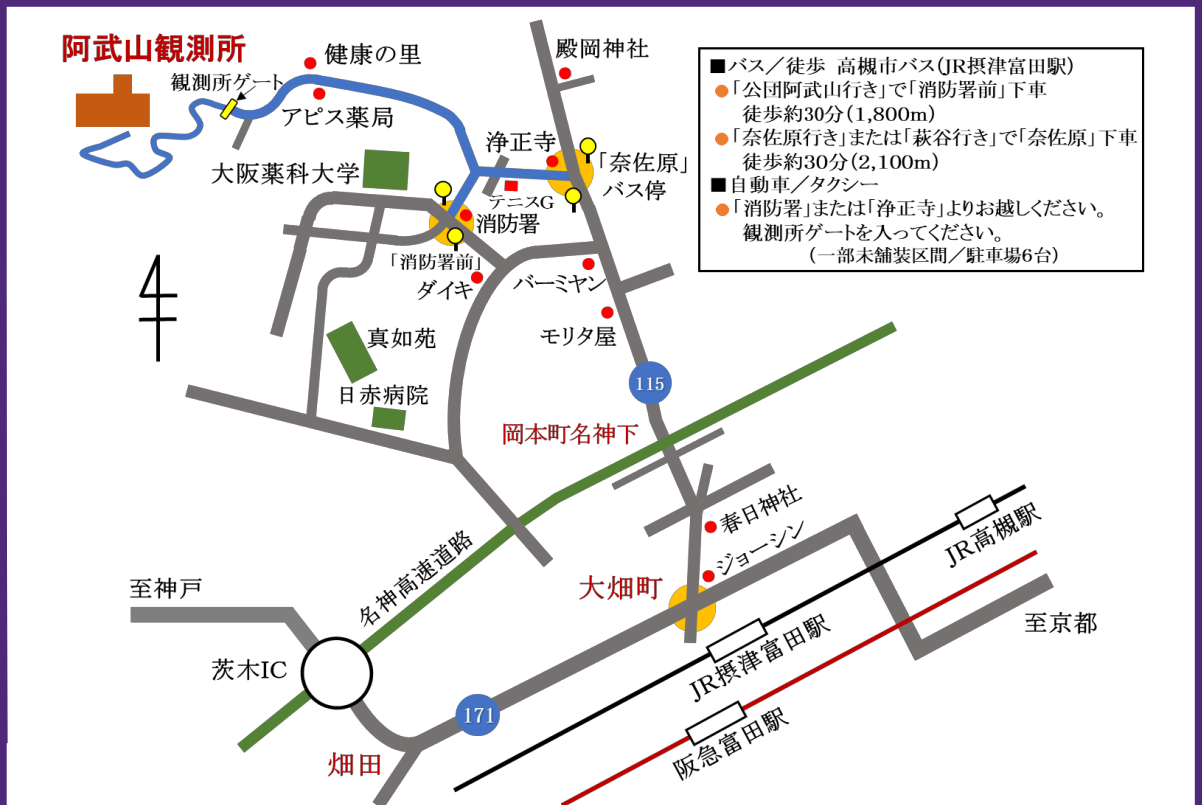 阿武山観測所
健康の里
殿岡神社
観測所ゲート
アピス薬局
■バス／徒歩 高槻市バス(JR摂津富田駅)
●「公団阿武山行き」で「消防署前」下車
徒歩約30分(1,800m)
●「奈佐原行き」または「萩谷行き」で「奈佐原」下車
徒歩約30分(2,100m)
■自動車／タクシー
●「消防署」または「浄正寺」よりお越しください。
観測所ゲートを入ってください。
(一部未舗装区間／駐車場6台)
浄正寺
「奈佐原」
バス停
大阪薬科大学
テニスG
消防署
「消防署前」
ダイキ
バーミヤン
モリタ屋
真如苑
日赤病院
115
岡本町名神下
春日神社
ジョーシン
JR高槻駅
名神高速道路
大畑町
至神戸
至京都
茨木IC
JR摂津富田駅
171
阪急富田駅
畑田